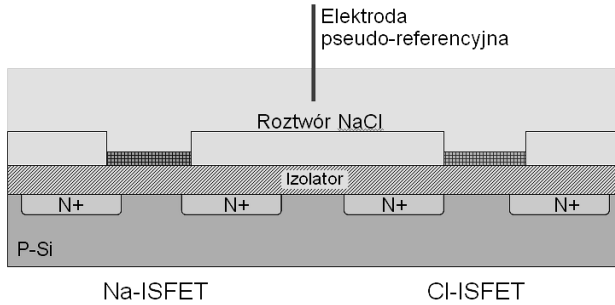 Elektroda
pseudo-referencyjna
Roztwór NaCl
Izolator
N+ N+ N+ N+
P-Si
Na-ISFET Cl-ISFET